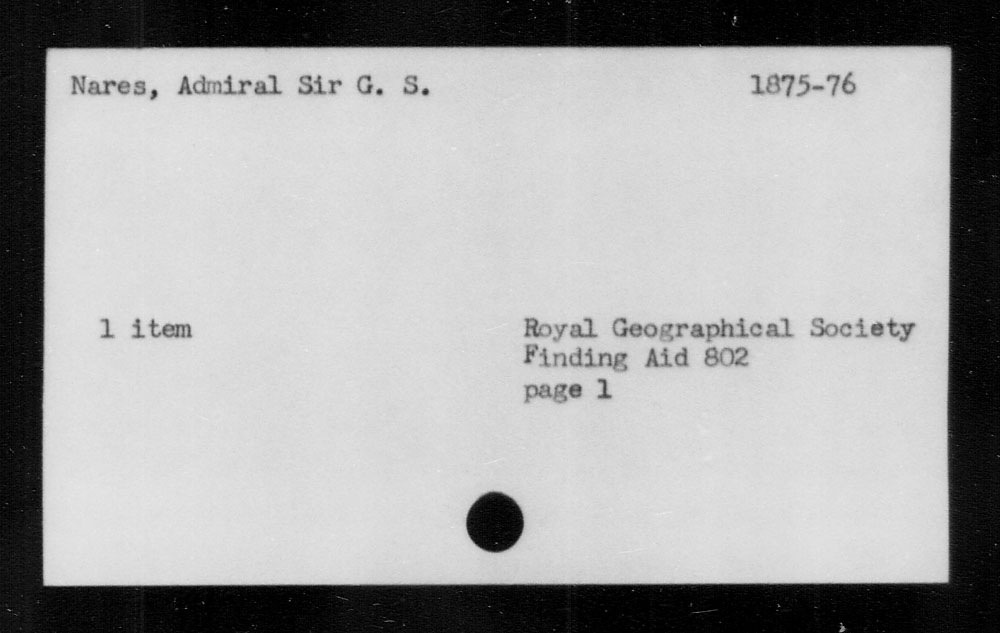 Nares, Admiral Sir G. S. 1875-76
1 item Royal Geographical Society
Finding Aid 802
page 1